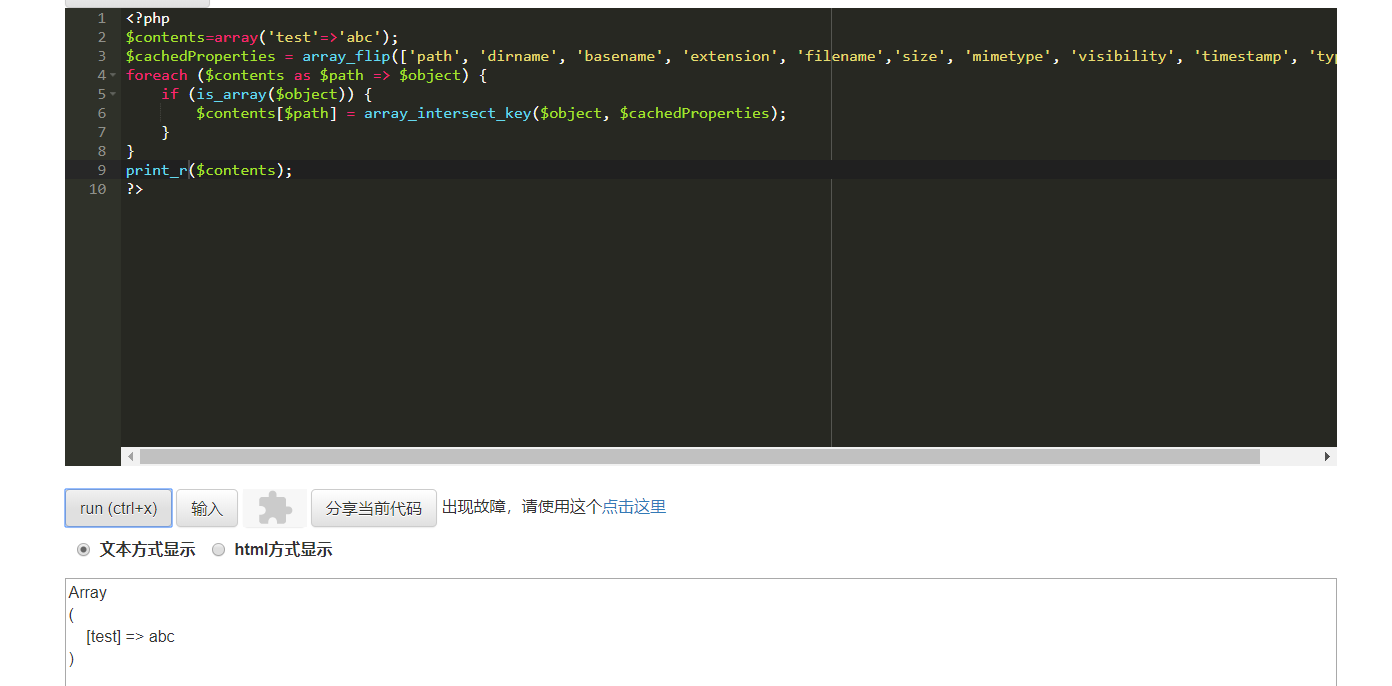 1 <?php
2 $contents=array('test'=>'abc');
3 $cachedProperties = array_flip(['path', 'dirname', 'basename', 'extension', 'filename','size', 'mimetype', 'visibility', 'timestamp', 'typ
4 foreach ($contents as $path => $object) {
5     if (is_array($object)) {
6         $contents[$path] = array_intersect_key($object, $cachedProperties);
7     }
8 }
9 print_r($contents);
10 ?>
run (ctrl+x) 输入 分享当前代码 出现故障，请使用这个点击这里
文本方式显示 html方式显示
Array
(
    [test] => abc
)